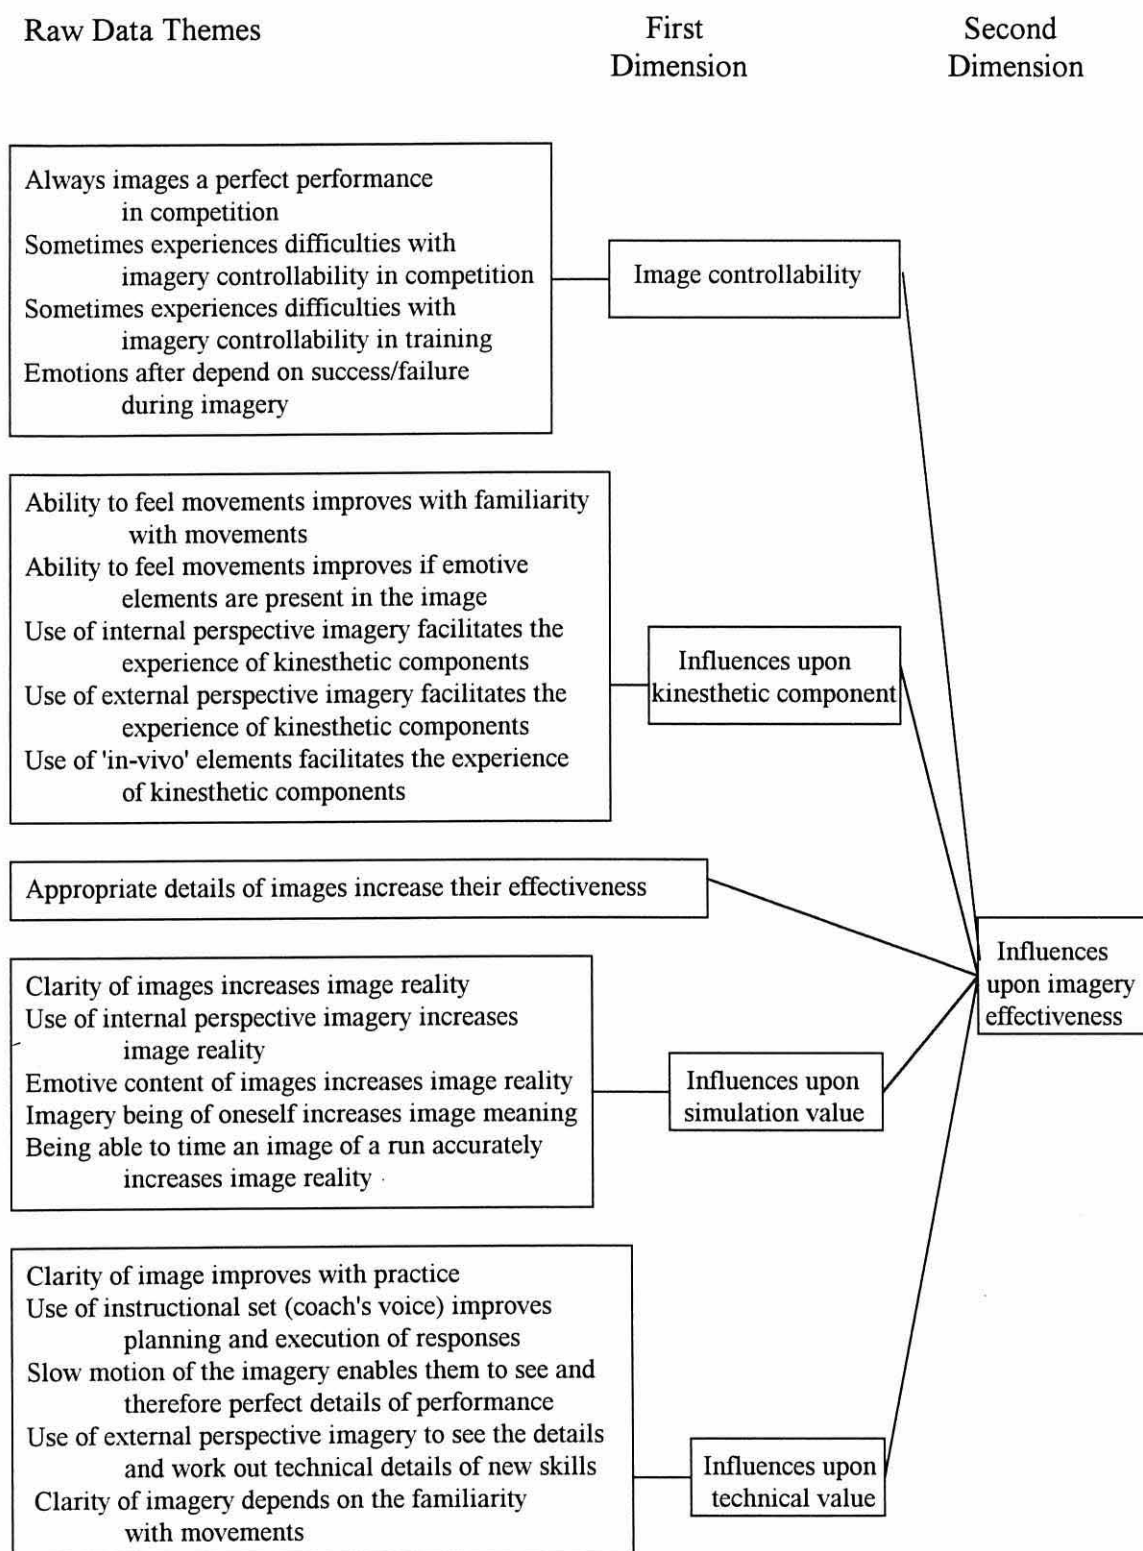 Raw Data Themes
First
Dimension
Second
Dimension
Always images a perfect performance
in competition
Sometimes experiences difficulties with
imagery controllability in competition
Sometimes experiences difficulties with
imagery controllability in training
Emotions after depend on success/failure
during imagery
Image controllability
Ability to feel movements improves with familiarity
with movements
Ability to feel movements improves if emotive
elements are present in the image
Use of internal perspective imagery facilitates the
experience of kinesthetic components
Use of external perspective imagery facilitates the
experience of kinesthetic components
Use of 'in-vivo' elements facilitates the experience
of kinesthetic components
Influences upon
kinesthetic component
Appropriate details of images increase their effectiveness
Clarity of images increases image reality
Use of internal perspective imagery increases
image reality
Emotive content of images increases image reality
Imagery being of oneself increases image meaning
Being able to time an image of a run accurately
increases image reality
Influences upon
simulation value
Clarity of image improves with practice
Use of instructional set (coach's voice) improves
planning and execution of responses
Slow motion of the imagery enables them to see and
therefore perfect details of performance
Use of external perspective imagery to see the details
and work out technical details of new skills
Clarity of imagery depends on the familiarity
with movements
Influences upon
technical value
Influences
upon imagery
effectiveness